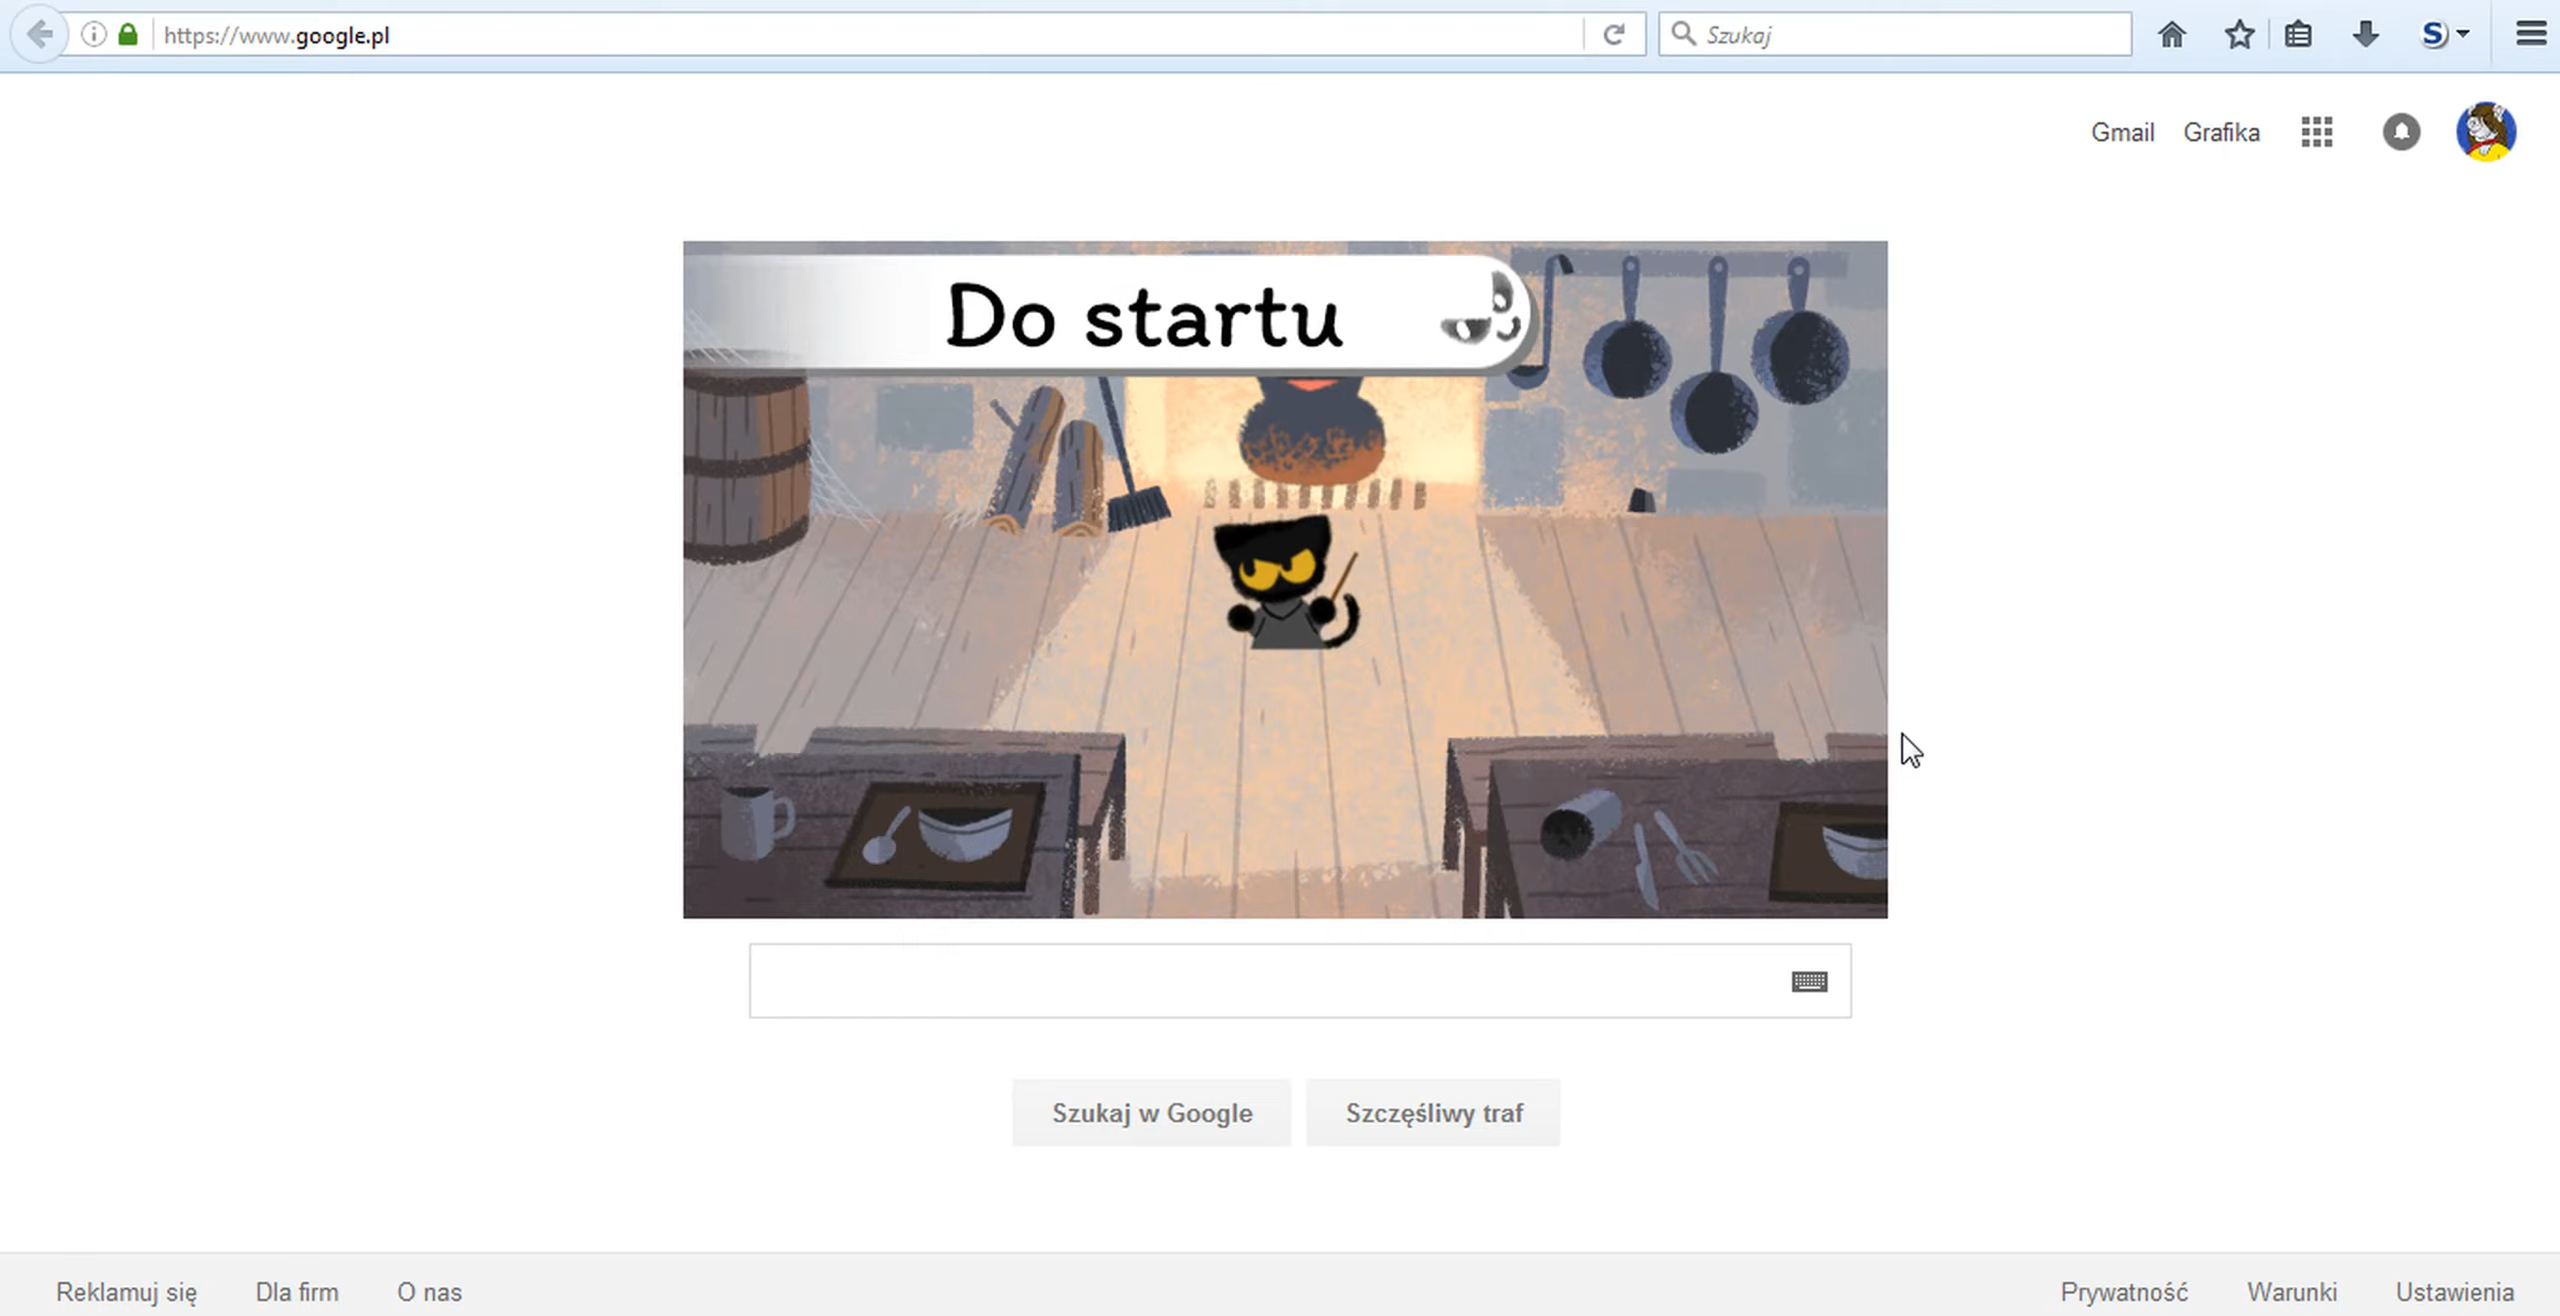 https://www.google.pl
Szukaj
S
Gmail Grafika
Do startu
Szukaj w Google Szczęśliwy traf
Reklamuj się Dla firm O nas Prywatność Warunki Ustawienia